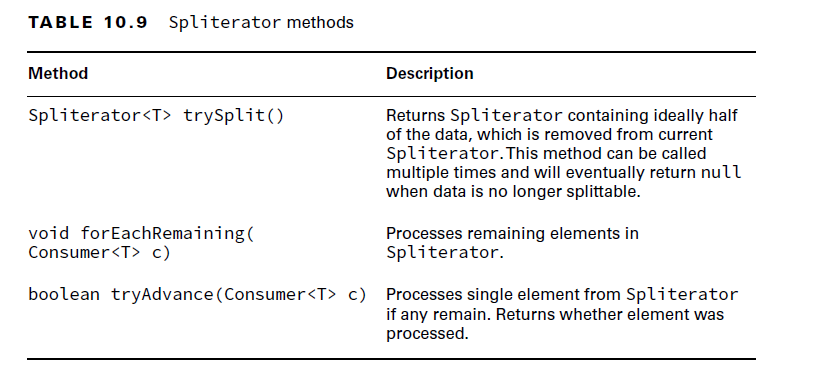 TABLE 10.9 Spliterator methods
Method Description
Spliterator<T> trySplit() Returns Spliterator containing ideally half
of the data, which is removed from current
Spliterator.This method can be called
multiple times and will eventually return null
when data is no longer splittable.
void forEachRemaining( Processes remaining elements in
Consumer<T> c) Spliterator.
boolean tryAdvance(Consumer<T> c) Processes single element from Spliterator
if any remain. Returns whether element was
processed.